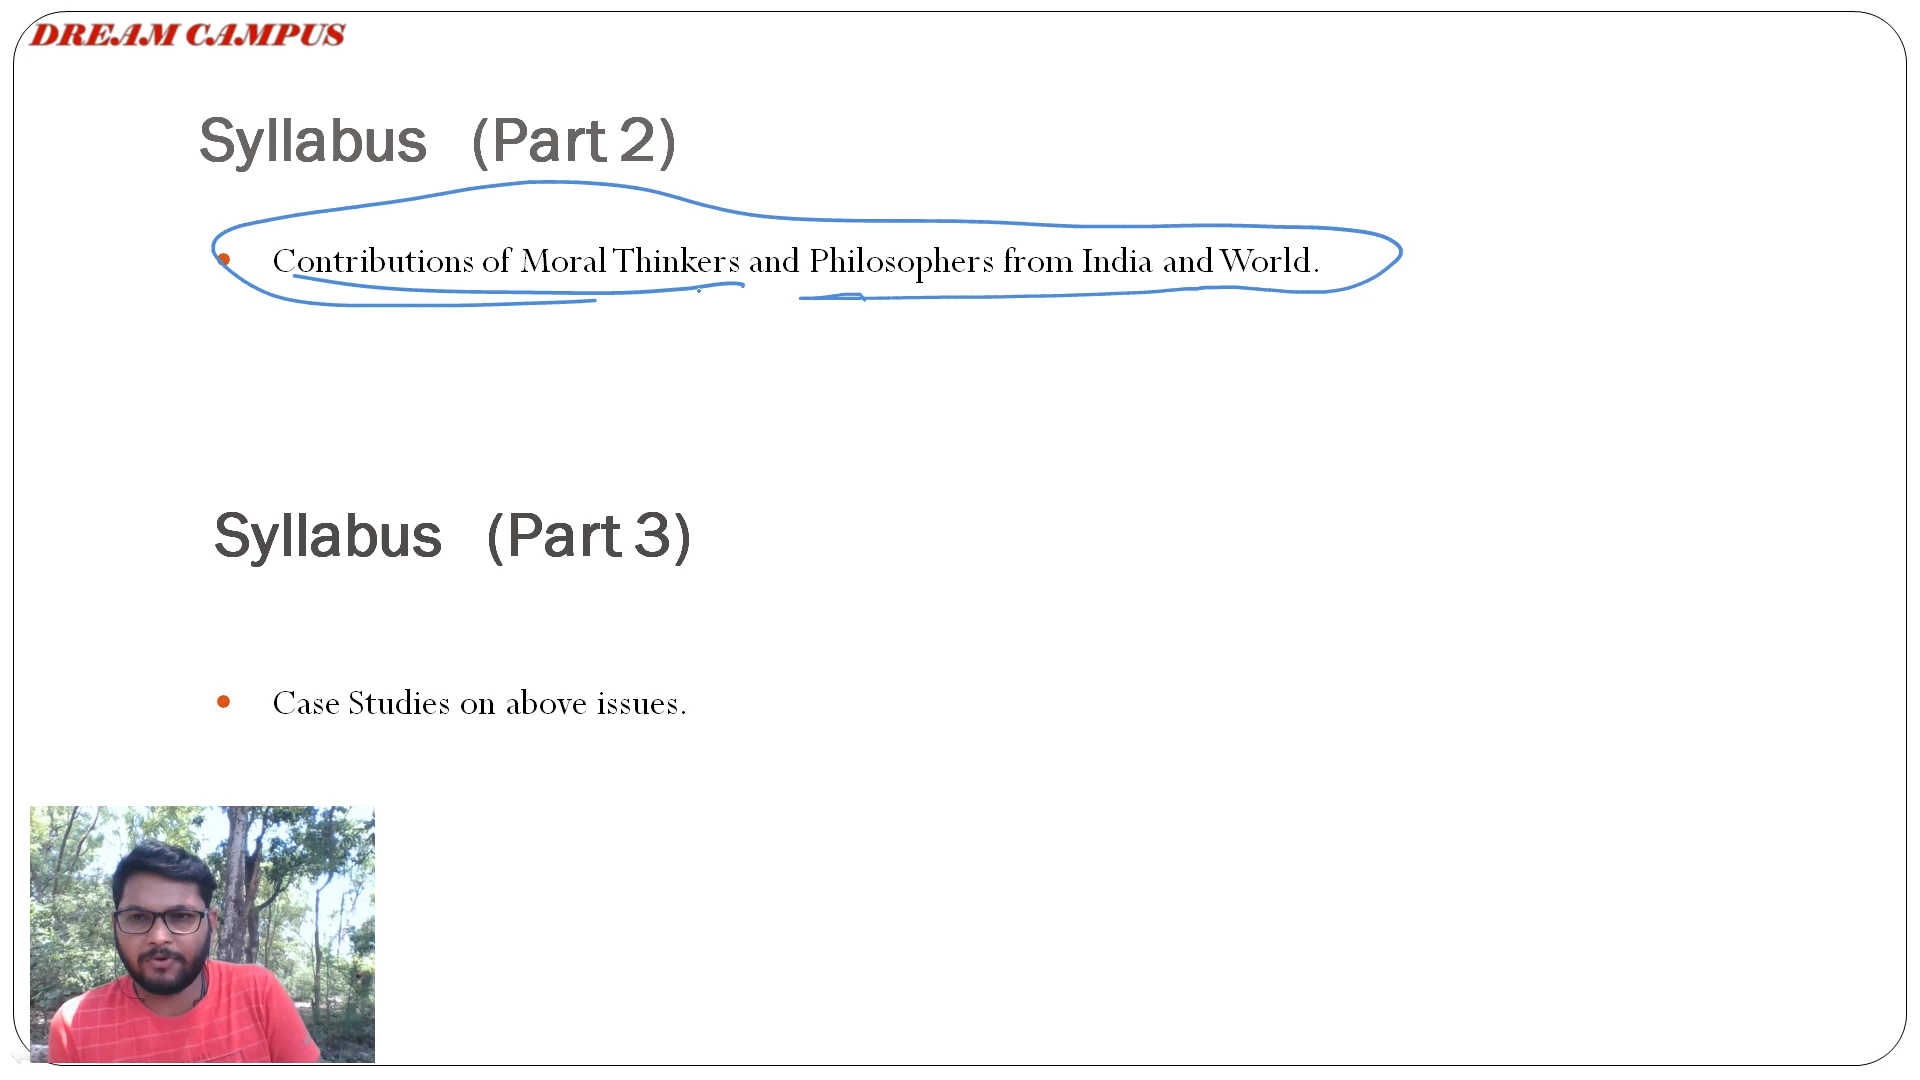 DREAM CAMPUS
Syllabus (Part 2)
Contributions of Moral Thinkers and Philosophers from India and World.
Syllabus (Part 3)
Case Studies on above issues.